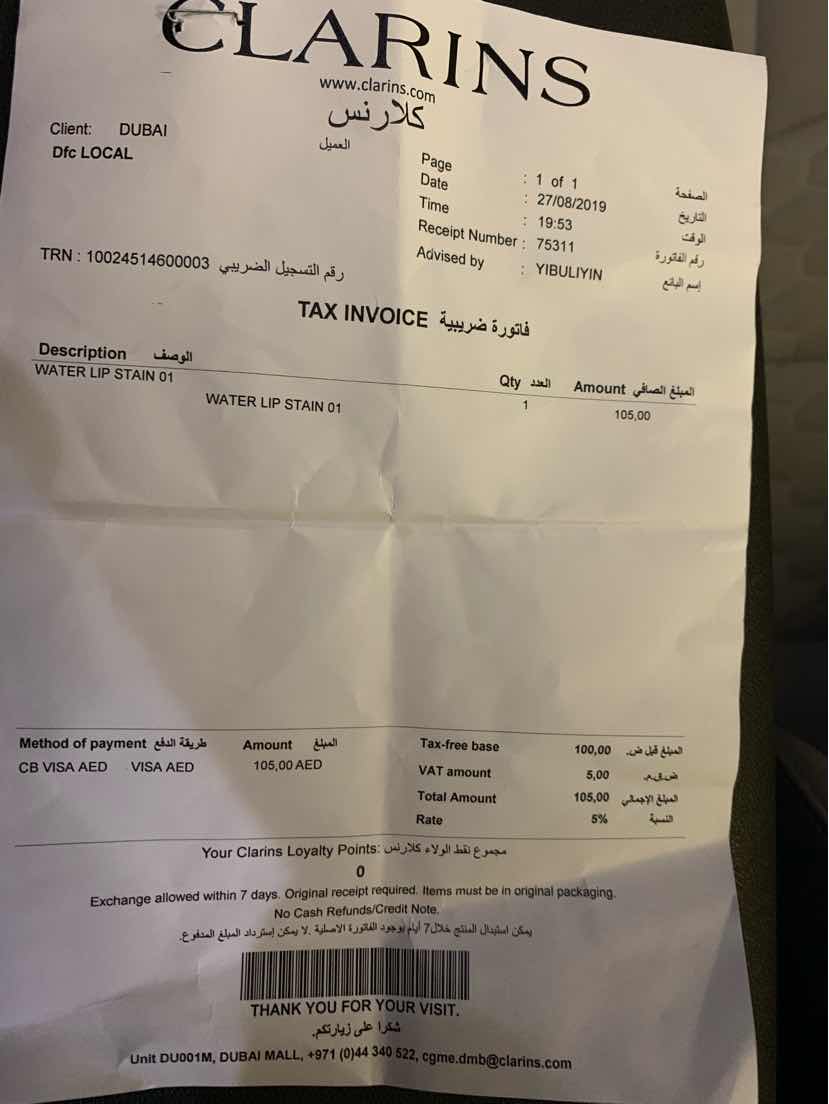 CLARINS
www.clarins.com
كلارنس
Client: DUBAI العميل
Dfc LOCAL
Page : 1 of 1 الصفحة
Date : 27/08/2019 التاريخ
Time : 19:53 الوقت
Receipt Number : 75311 رقم الفاتورة
Advised by : YIBULIYIN إسم البائع
TRN : 10024514600003 رقم التسجيل الضريبي
TAX INVOICE فاتورة ضريبية
Description الوصف Qty العدد Amount المبلغ الصافي
WATER LIP STAIN 01
WATER LIP STAIN 01 1 105,00
Method of payment طريقة الدفع Amount المبلغ
CB VISA AED VISA AED 105,00 AED
Tax-free base 100,00 المبلغ قبل ض.
VAT amount 5,00 ض.ق.م.
Total Amount 105,00 المبلغ الإجمالي
Rate 5% النسبة
Your Clarins Loyalty Points: مجموع نقط الولاء كلارنس
0
Exchange allowed within 7 days. Original receipt required. Items must be in original packaging.
No Cash Refunds/Credit Note.
يمكن استبدال المنتج خلال 7 أيام بوجود الفاتورة الاصلية .لا يمكن إسترداد المبلغ المدفوع.
THANK YOU FOR YOUR VISIT.
شكرا على زيارتكم.
Unit DU001M, DUBAI MALL, +971 (0)44 340 522, cgme.dmb@clarins.com